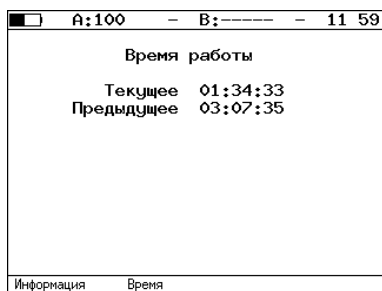 A:100 – B:----- – 11 59
Время работы
Текущее 01:34:33
Предыдущее 03:07:35
Информация Время